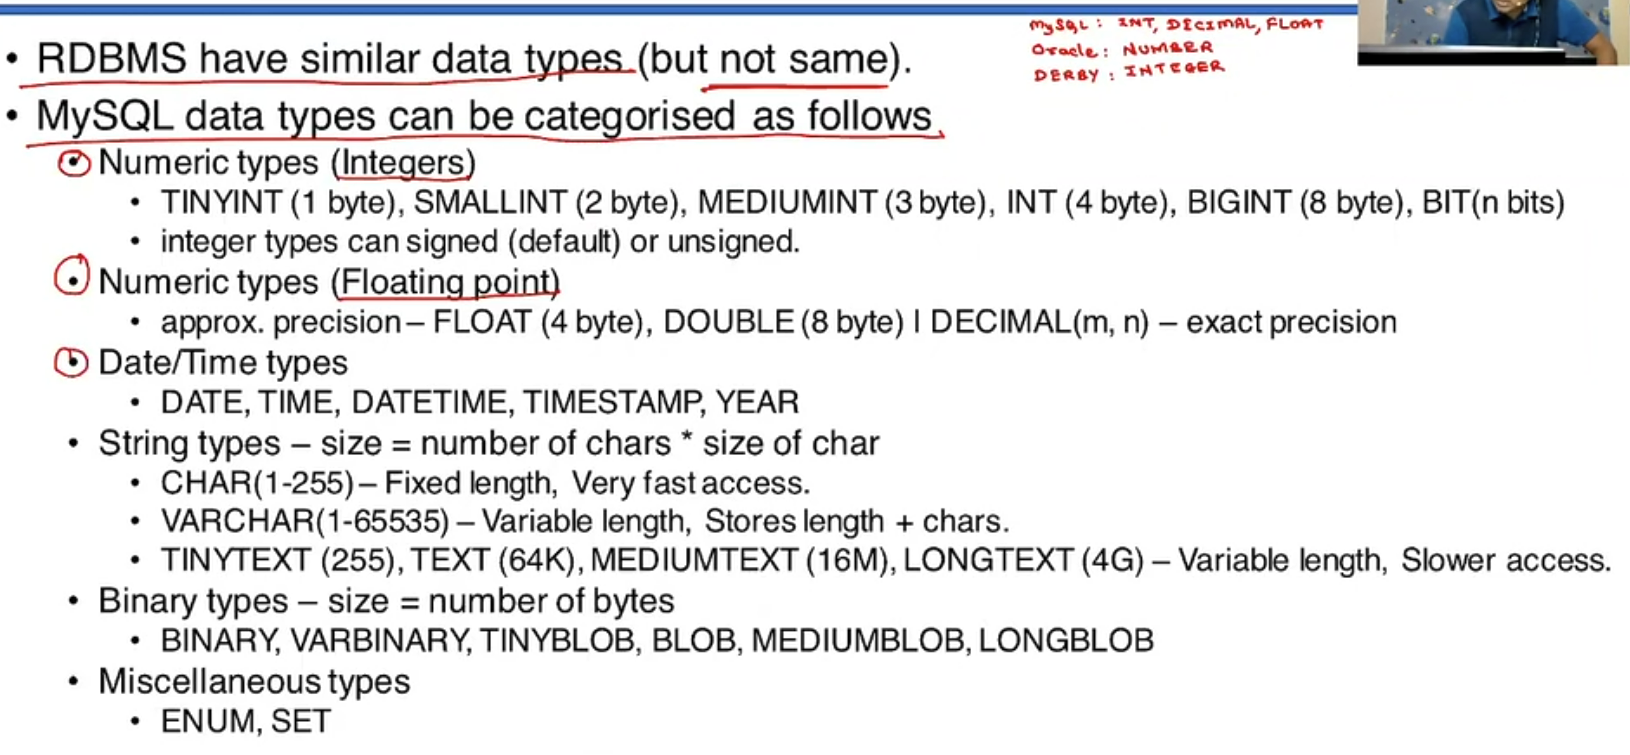 mySQL: INT, DECIMAL, FLOAT
Oracle: NUMBER
DERBY: INTEGER
• RDBMS have similar data types (but not same).
• MySQL data types can be categorised as follows
• Numeric types (Integers)
• TINYINT (1 byte), SMALLINT (2 byte), MEDIUMINT (3 byte), INT (4 byte), BIGINT (8 byte), BIT(n bits)
• integer types can signed (default) or unsigned.
• Numeric types (Floating point)
• approx. precision – FLOAT (4 byte), DOUBLE (8 byte) | DECIMAL(m, n) – exact precision
• Date/Time types
• DATE, TIME, DATETIME, TIMESTAMP, YEAR
• String types – size = number of chars * size of char
• CHAR(1-255) – Fixed length, Very fast access.
• VARCHAR(1-65535) – Variable length, Stores length + chars.
• TINYTEXT (255), TEXT (64K), MEDIUMTEXT (16M), LONGTEXT (4G) – Variable length, Slower access.
• Binary types – size = number of bytes
• BINARY, VARBINARY, TINYBLOB, BLOB, MEDIUMBLOB, LONGBLOB
• Miscellaneous types
• ENUM, SET